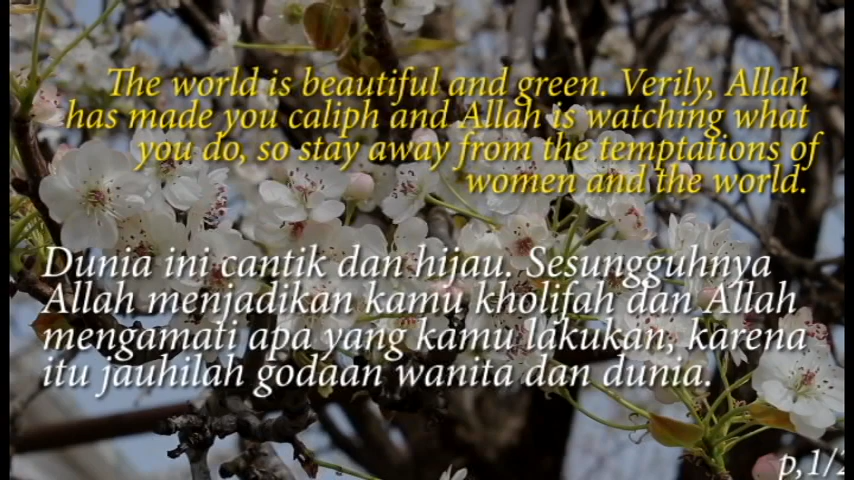 The world is beautiful and green. Verily, Allah
has made you caliph and Allah is watching what
you do, so stay away from the temptations of
women and the world.
Dunia ini cantik dan hijau. Sesungguhnya
Allah menjadikan kamu kholifah dan Allah
mengamati apa yang kamu lakukan, karena
itu jauhilah godaan wanita dan dunia.
p,1/2